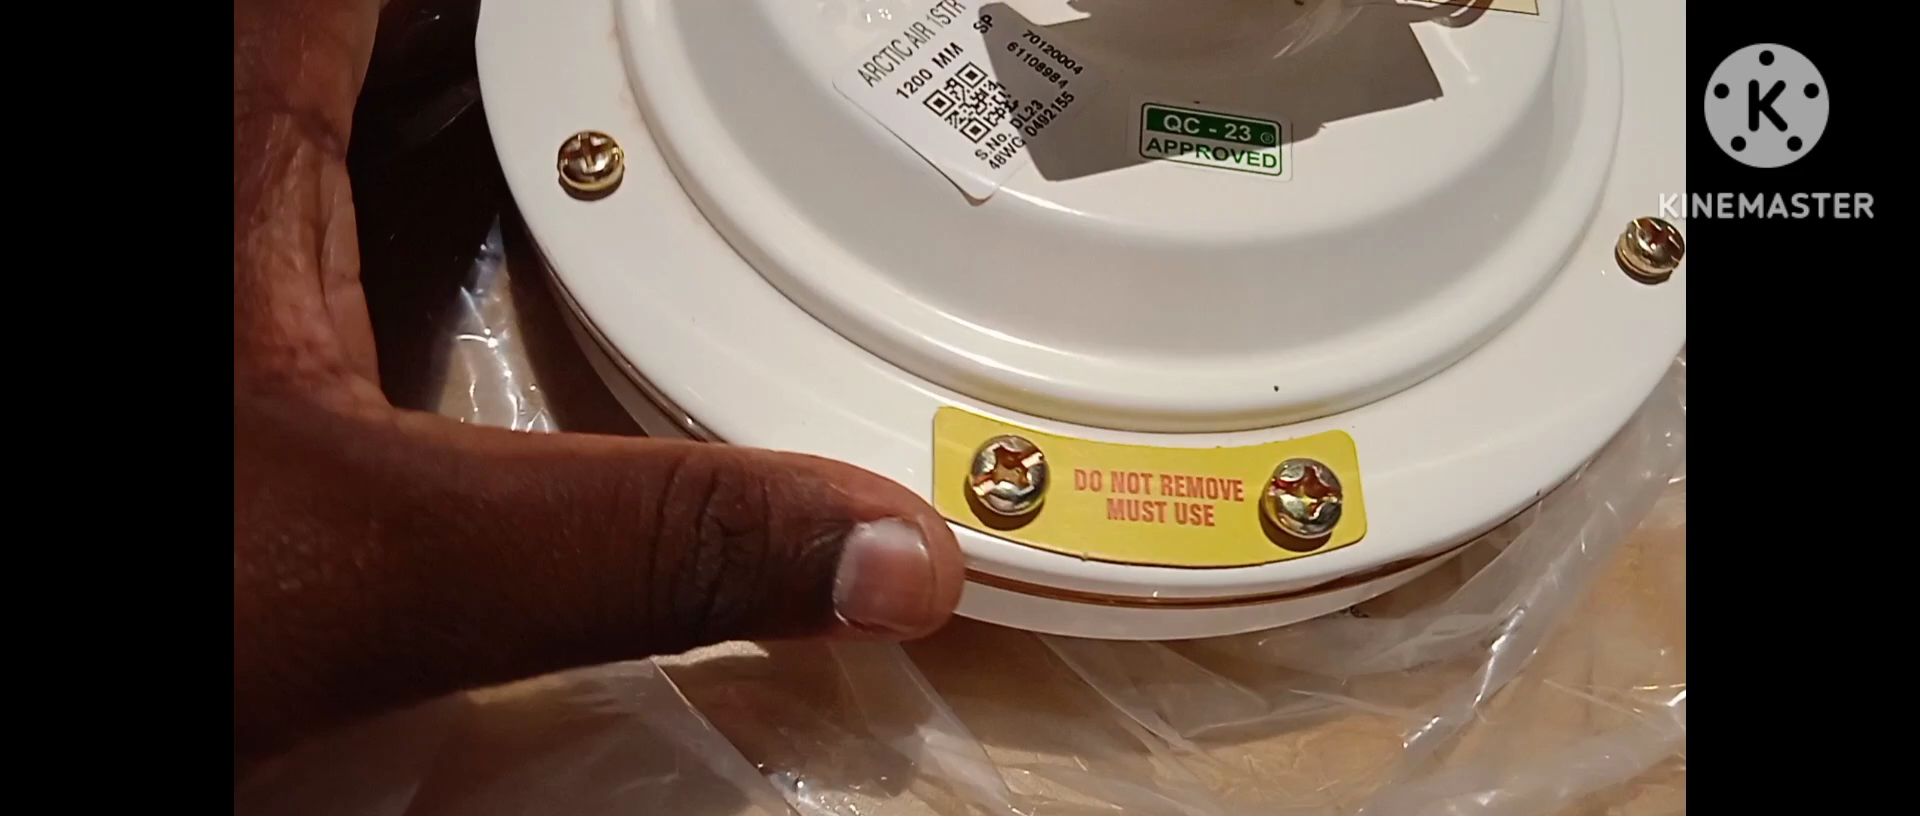 ARCTIC AIR 1STR
1200 MM SP
70120004
61108984
S.No. DL23
48WG 0492155
QC - 23
APPROVED
DO NOT REMOVE
MUST USE
K
KINEMASTER